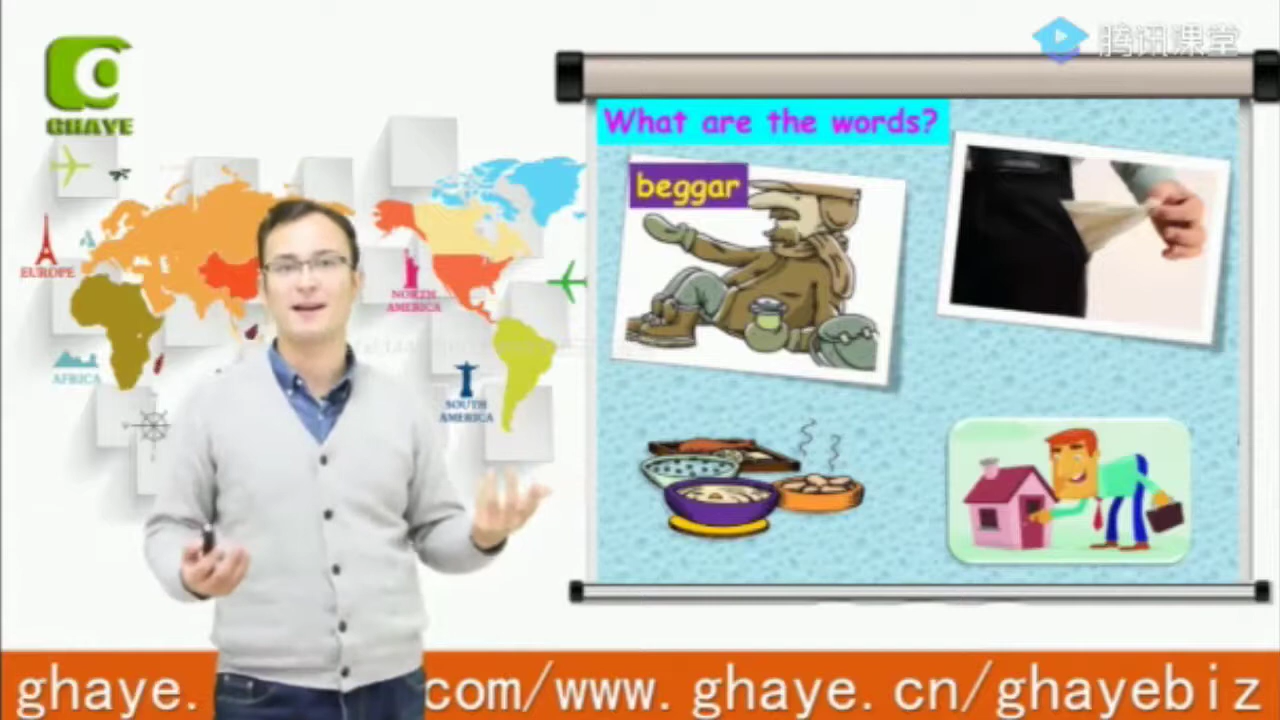 GHAYE
腾讯课堂
What are the words?
beggar
EUROPE
NORTH
AMERICA
AFRICA
SOUTH
AMERICA
ghaye. com/www. ghaye. cn/ghayebiz